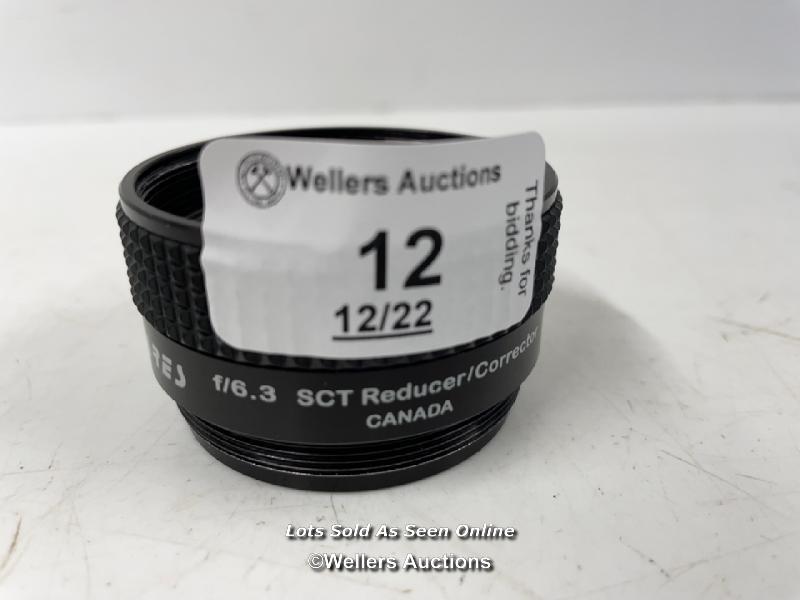 Wellers Auctions
12
12/22
Thanks for
bidding.
f/6.3 SCT Reducer/Corrector
CANADA
Lots Sold As Seen Online
©Wellers Auctions